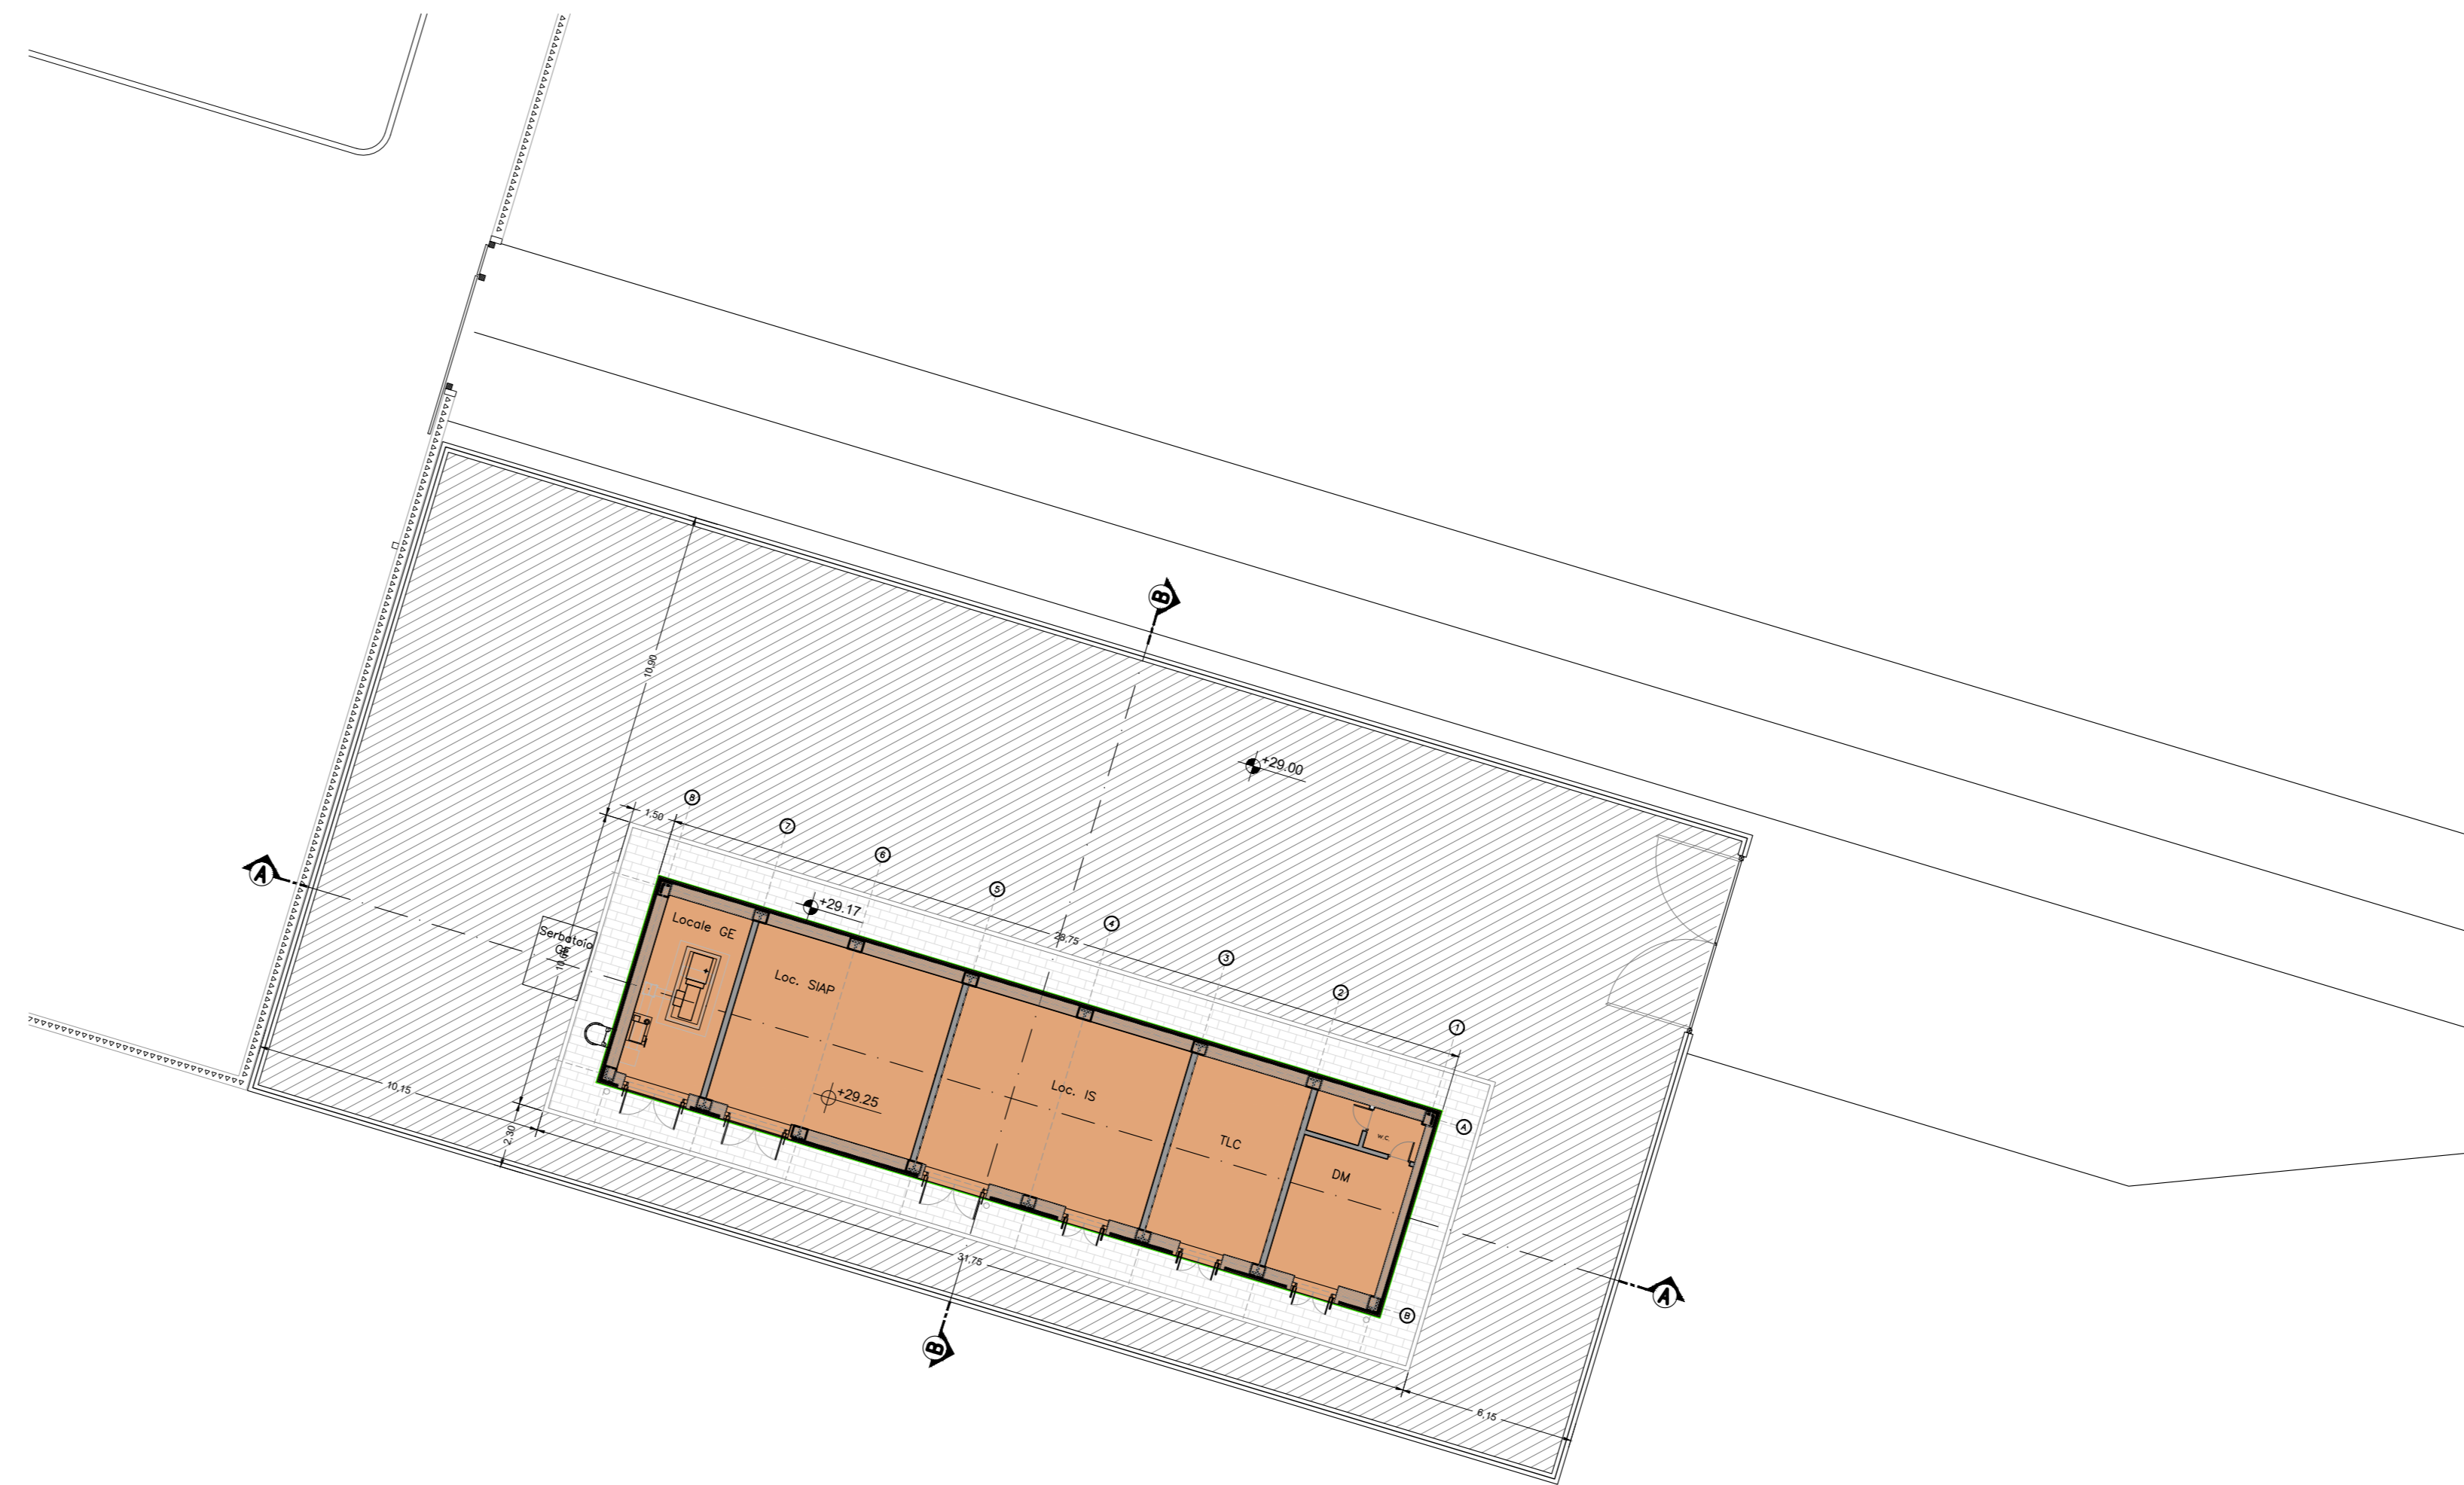 B
10,90
+29.00
8
1,50
7
6
A
5
+29.17
Locale GE
4
28,75
Serbatoio
GE
3
Loc. SIAP
2
1
Loc. IS
+29.25
10,15
A
W.C.
TLC
2,30
DM
31,75
A
B
B
6,15